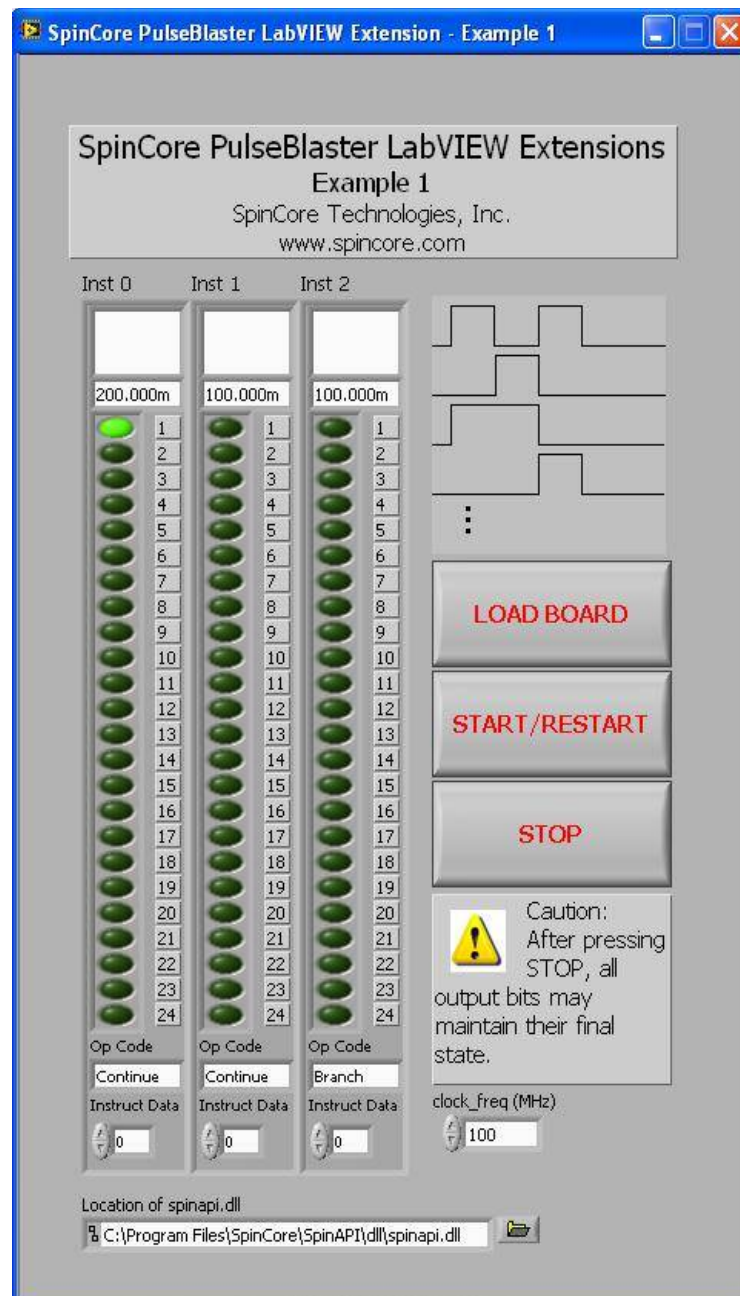 SpinCore PulseBlaster LabVIEW Extension - Example 1
SpinCore PulseBlaster LabVIEW Extensions
Example 1
SpinCore Technologies, Inc.
www.spincore.com
Inst 0 Inst 1 Inst 2
200.000m 100.000m 100.000m
1 1 1
2 2 2
3 3 3
4 4 4
5 5 5
6 6 6
7 7 7
8 8 8
9 9 9
10 10 10
11 11 11
12 12 12
13 13 13
14 14 14
15 15 15
16 16 16
17 17 17
18 18 18
19 19 19
20 20 20
21 21 21
22 22 22
23 23 23
24 24 24
Op Code Op Code Op Code
Continue Continue Branch
Instruct Data Instruct Data Instruct Data
0 0 0
LOAD BOARD
START/RESTART
STOP
Caution:
After pressing
STOP, all
output bits may
maintain their final
state.
clock_freq (MHz)
100
Location of spinapi.dll
C:\Program Files\SpinCore\SpinAPI\dll\spinapi.dll